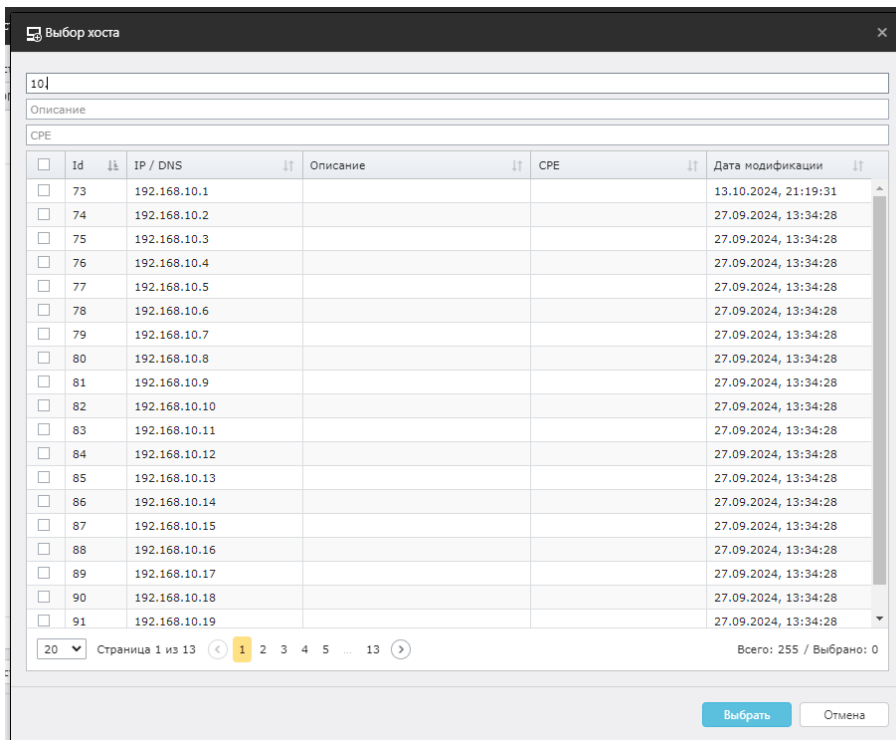 Выбор хоста
10.
Описание
CPE
Id IP / DNS Описание CPE Дата модификации
73 192.168.10.1 13.10.2024, 21:19:31
74 192.168.10.2 27.09.2024, 13:34:28
75 192.168.10.3 27.09.2024, 13:34:28
76 192.168.10.4 27.09.2024, 13:34:28
77 192.168.10.5 27.09.2024, 13:34:28
78 192.168.10.6 27.09.2024, 13:34:28
79 192.168.10.7 27.09.2024, 13:34:28
80 192.168.10.8 27.09.2024, 13:34:28
81 192.168.10.9 27.09.2024, 13:34:28
82 192.168.10.10 27.09.2024, 13:34:28
83 192.168.10.11 27.09.2024, 13:34:28
84 192.168.10.12 27.09.2024, 13:34:28
85 192.168.10.13 27.09.2024, 13:34:28
86 192.168.10.14 27.09.2024, 13:34:28
87 192.168.10.15 27.09.2024, 13:34:28
88 192.168.10.16 27.09.2024, 13:34:28
89 192.168.10.17 27.09.2024, 13:34:28
90 192.168.10.18 27.09.2024, 13:34:28
91 192.168.10.19 27.09.2024, 13:34:28
20 Страница 1 из 13 1 2 3 4 5 ... 13 Всего: 255 / Выбрано: 0
Выбрать Отмена